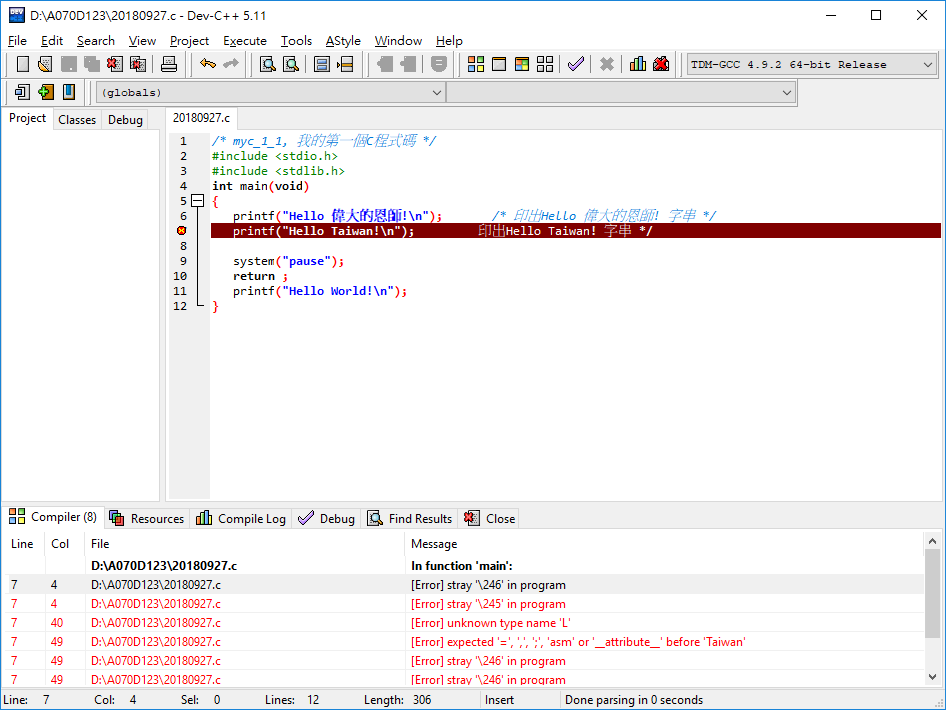 D:\A070D123\20180927.c - Dev-C++ 5.11
File Edit Search View Project Execute Tools AStyle Window Help
TDM-GCC 4.9.2 64-bit Release
(globals)
Project Classes Debug
20180927.c
1 /* myc_1_1, 我的第一個C程式碼 */
2 #include <stdio.h>
3 #include <stdlib.h>
4 int main(void)
5 {
6 printf("Hello 偉大的恩師!\n"); /* 印出Hello 偉大的恩師! 字串 */
printf("Hello Taiwan!\n"); 印出Hello Taiwan! 字串 */
8
9 system("pause");
10 return ;
11 printf("Hello World!\n");
12 }
Compiler (8) Resources Compile Log Debug Find Results Close
Line Col File Message
D:\A070D123\20180927.c In function 'main':
7 4 D:\A070D123\20180927.c [Error] stray '\246' in program
7 4 D:\A070D123\20180927.c [Error] stray '\245' in program
7 40 D:\A070D123\20180927.c [Error] unknown type name 'L'
7 49 D:\A070D123\20180927.c [Error] expected '=', ',', ';', 'asm' or '__attribute__' before 'Taiwan'
7 49 D:\A070D123\20180927.c [Error] stray '\246' in program
7 49 D:\A070D123\20180927.c [Error] stray '\246' in program
Line: 7 Col: 4 Sel: 0 Lines: 12 Length: 306 Insert Done parsing in 0 seconds